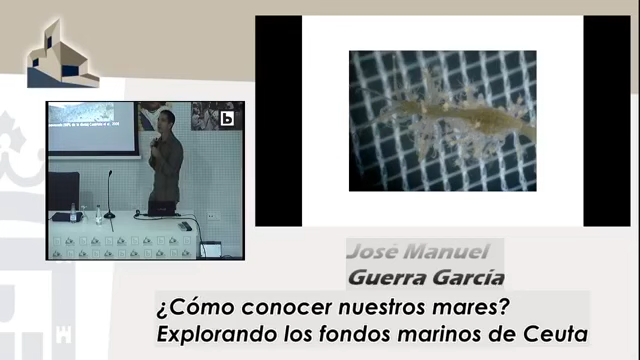 b
José Manuel
Guerra García
¿Cómo conocer nuestros mares?
Explorando los fondos marinos de Ceuta